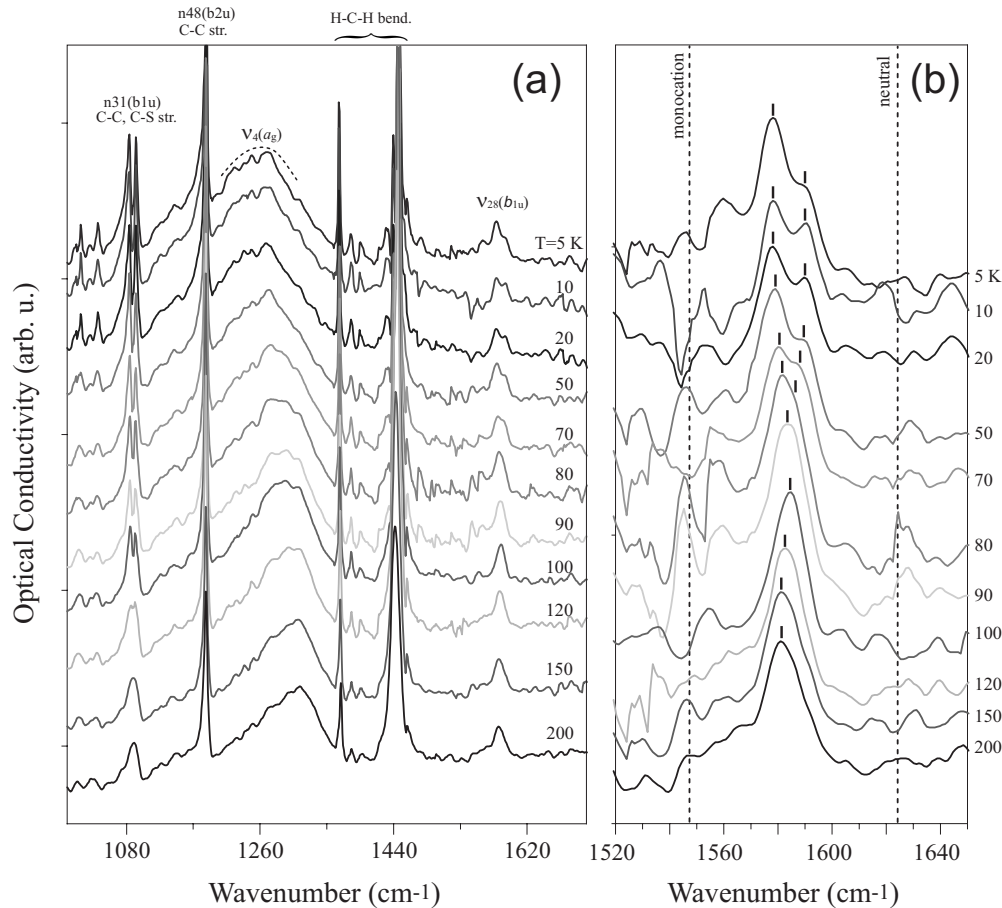 n48(b2u)
C-C str.
H-C-H bend.
(a)
n31(b1u)
C-C, C-S str.
ν4(ag)
ν28(b1u)
T=5 K
10
20
50
70
80
90
100
120
150
200
Optical Conductivity (arb. u.)
1080
1260
1440
1620
Wavenumber (cm-1)
(b)
monocation
neutral
5 K
10
20
50
70
80
90
100
120
150
200
1520
1560
1600
1640
Wavenumber (cm-1)